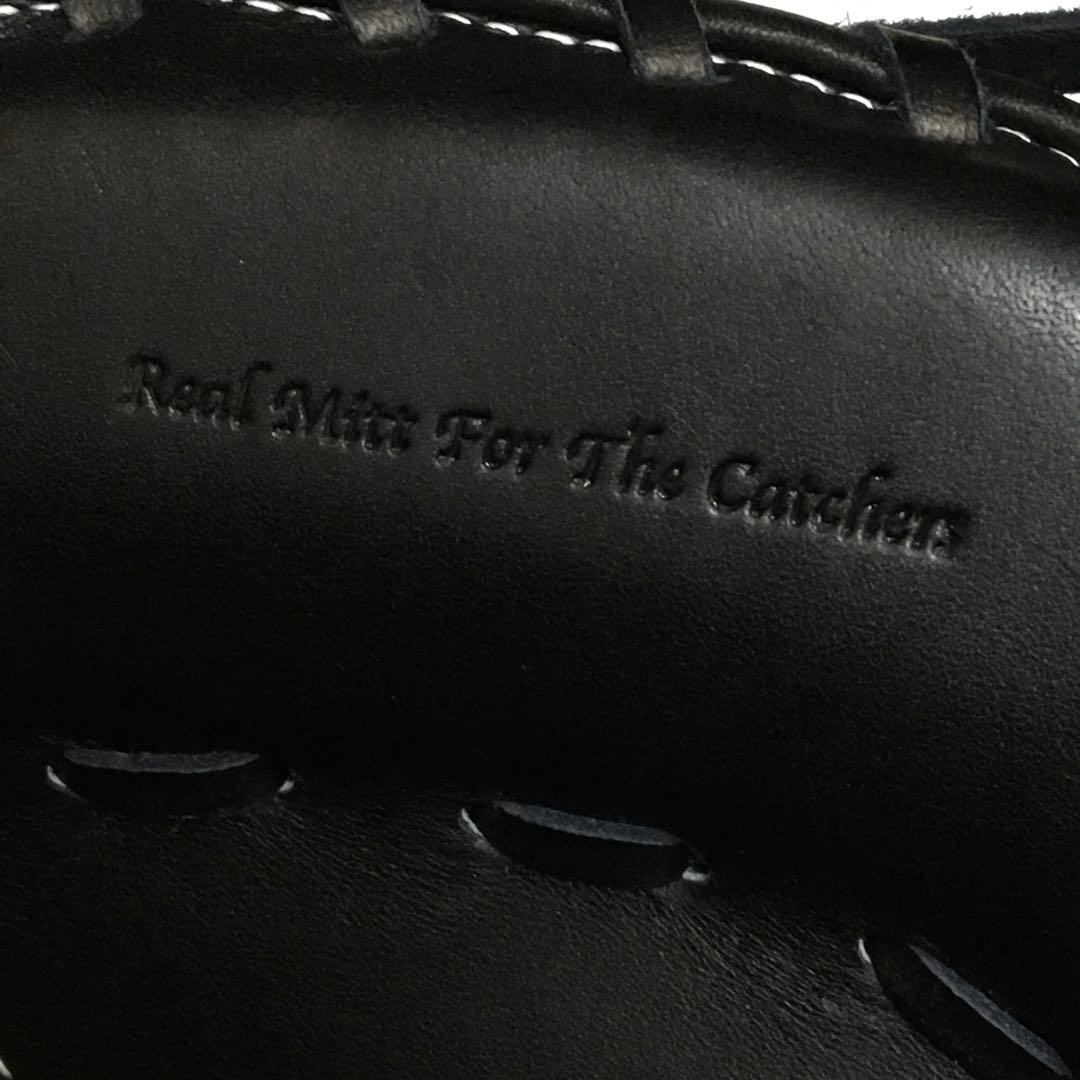 Real Mitt For The Catchers